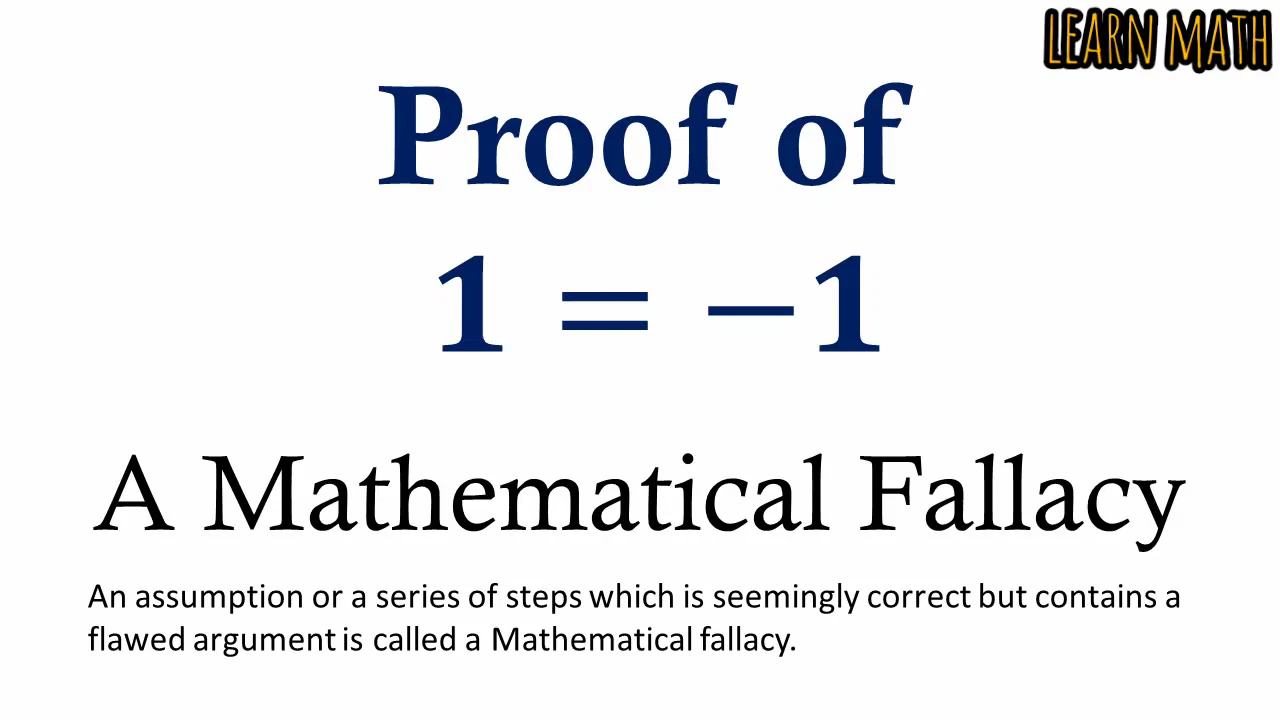 LEARN MATH
Proof of
1 = −1
A Mathematical Fallacy
An assumption or a series of steps which is seemingly correct but contains a
flawed argument is called a Mathematical fallacy.